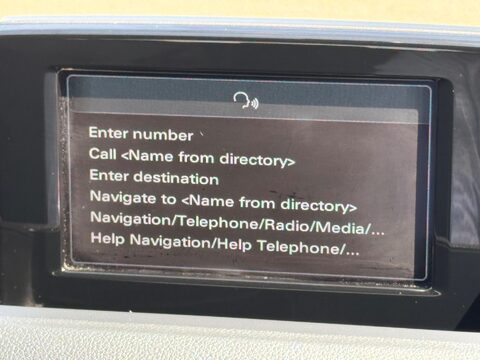 Enter number
Call <Name from directory>
Enter destination
Navigate to <Name from directory>
Navigation/Telephone/Radio/Media/...
Help Navigation/Help Telephone/...